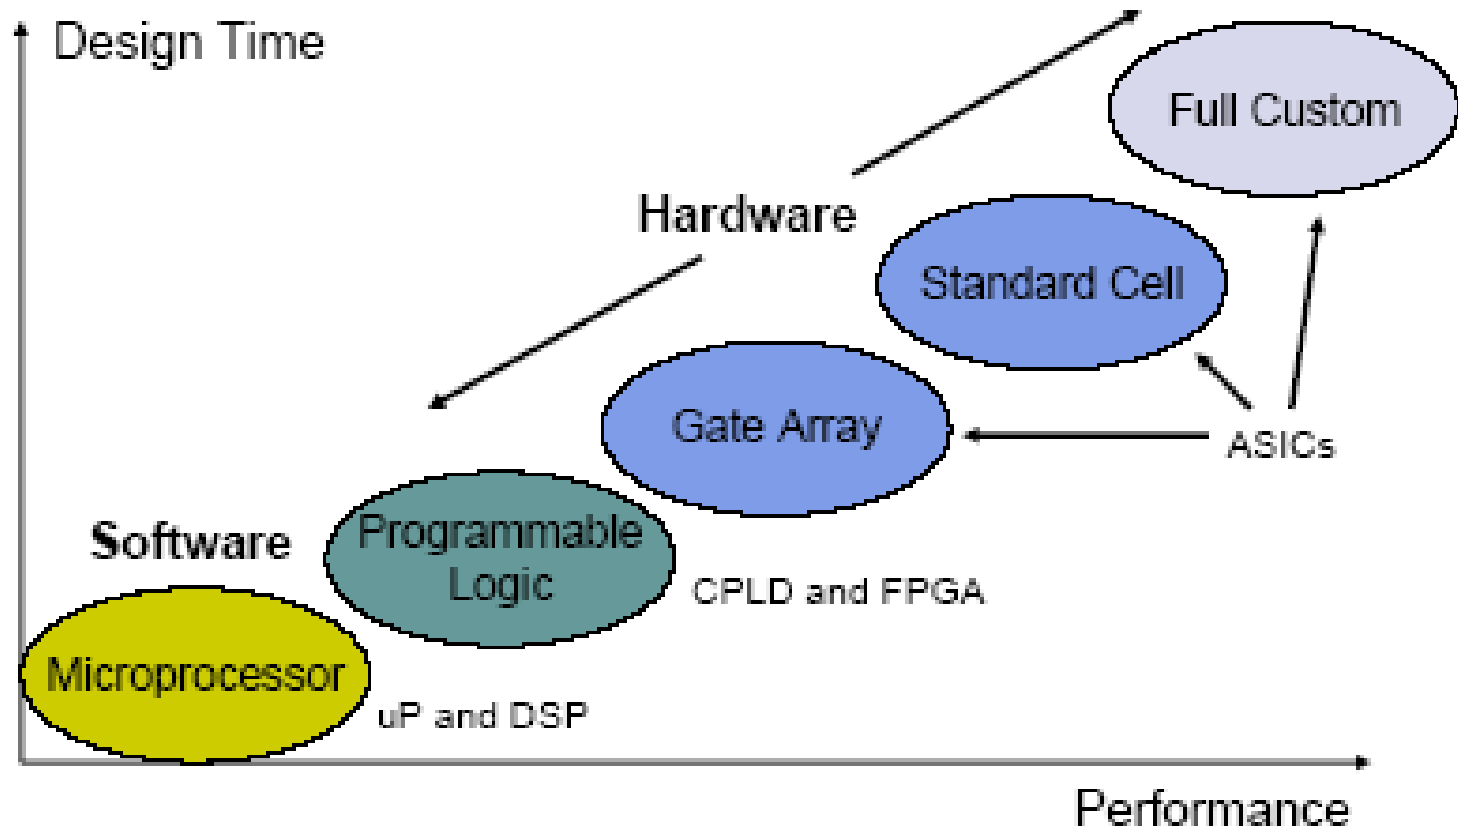 Design Time
Full Custom
Hardware
Standard Cell
Gate Array
ASICs
Software
Programmable
Logic
CPLD and FPGA
Microprocessor
uP and DSP
Performance